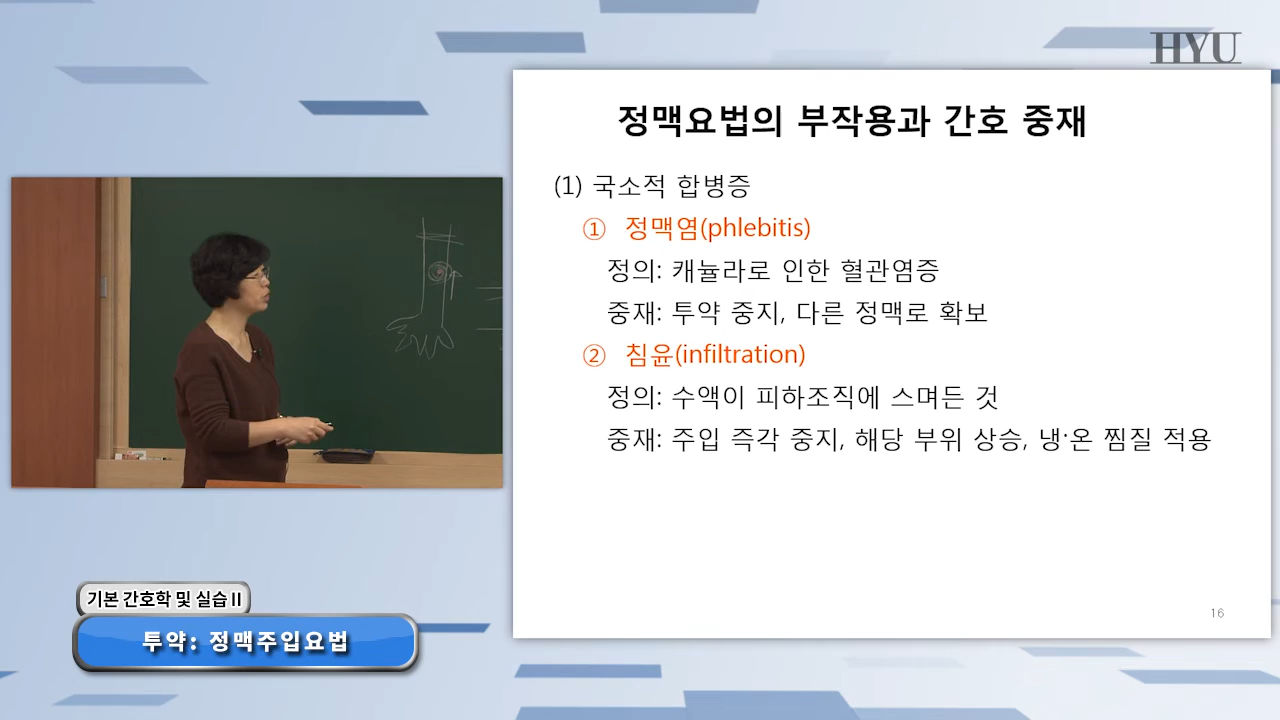 HYU
정맥요법의 부작용과 간호 중재
(1) 국소적 합병증
① 정맥염(phlebitis)
정의: 캐뉼라로 인한 혈관염증
중재: 투약 중지, 다른 정맥로 확보
② 침윤(infiltration)
정의: 수액이 피하조직에 스며든 것
중재: 주입 즉각 중지, 해당 부위 상승, 냉·온 찜질 적용
16
기본 간호학 및 실습 II
투약: 정맥주입요법